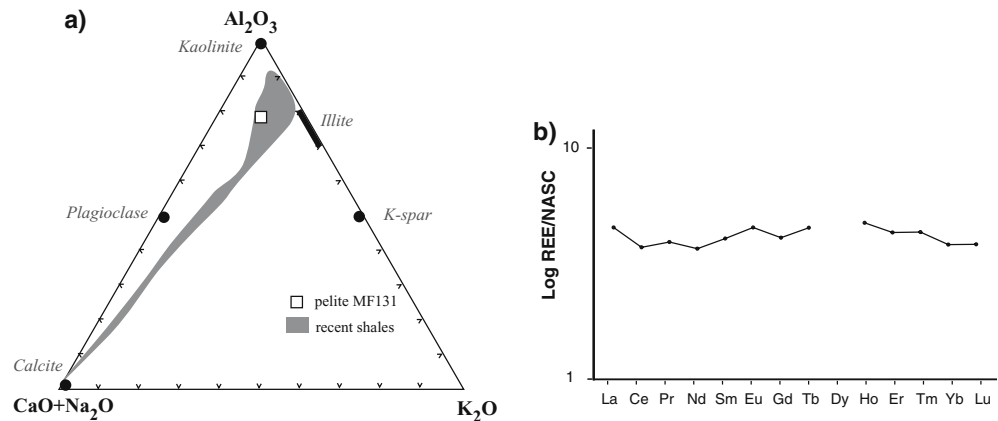 a)
Al₂O₃
Kaolinite
Illite
Plagioclase
K-spar
pelite MF131
recent shales
Calcite
CaO+Na₂O
K₂O
b)
10
Log REE/NASC
1
La Ce Pr Nd Sm Eu Gd Tb Dy Ho Er Tm Yb Lu